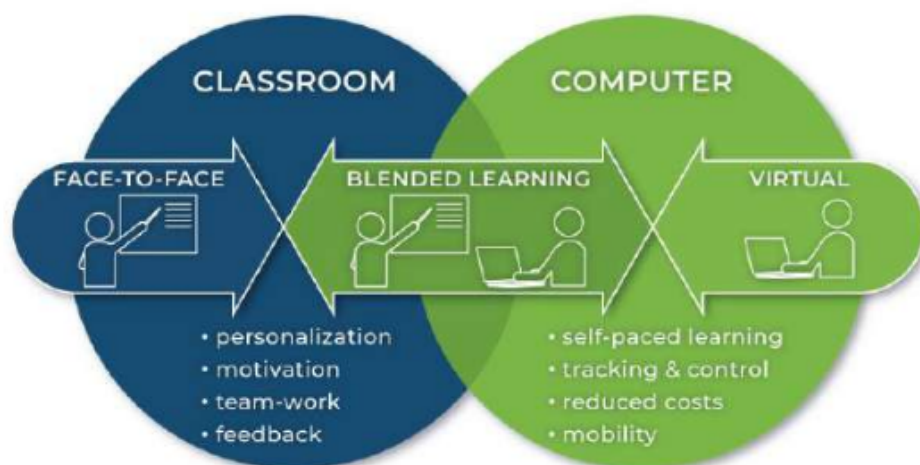 CLASSROOM
COMPUTER
FACE-TO-FACE
BLENDED LEARNING
VIRTUAL
• personalization
• motivation
• team-work
• feedback
• self-paced learning
• tracking & control
• reduced costs
• mobility